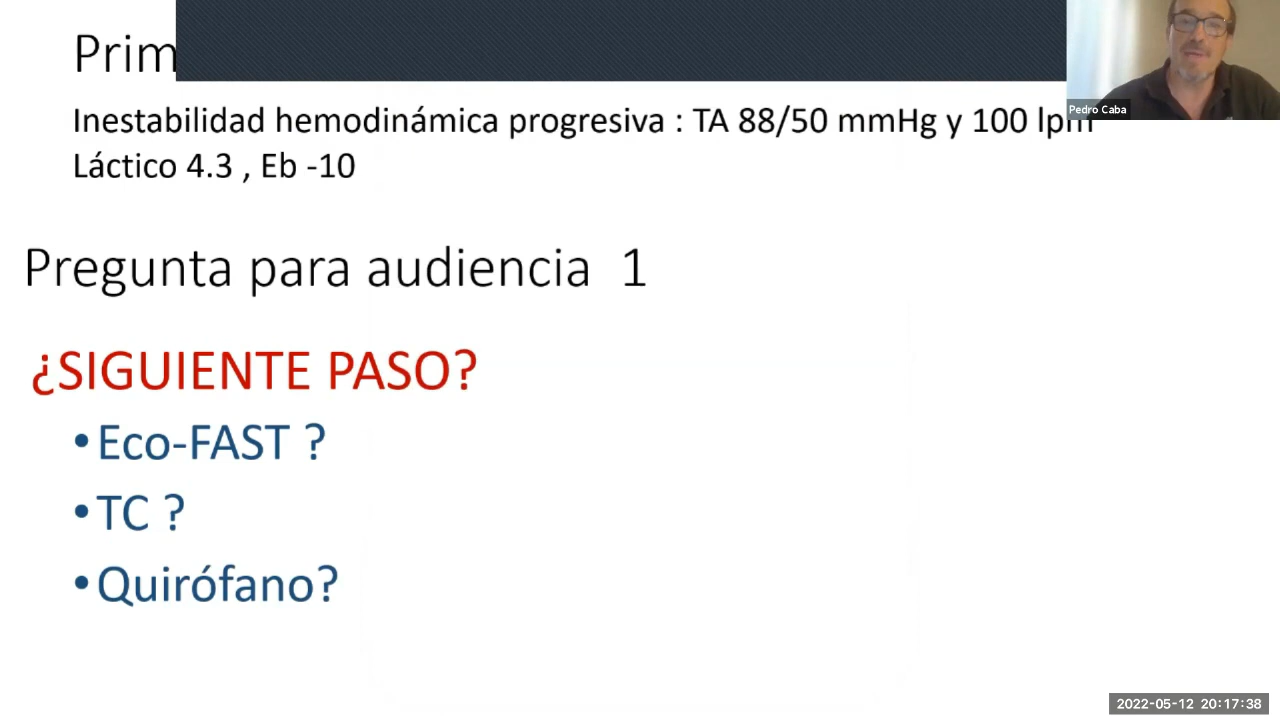 Prim
Inestabilidad hemodinámica progresiva : TA 88/50 mmHg y 100 lpm
Láctico 4.3 , Eb -10
Pregunta para audiencia 1
¿SIGUIENTE PASO?
•Eco-FAST ?
•TC ?
•Quirófano?
Pedro Caba
2022-05-12 20:17:38